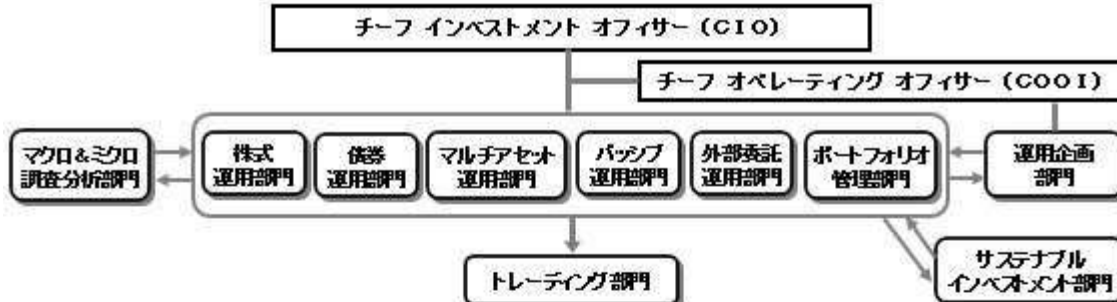 チーフ インベストメント オフィサー (CIO)
チーフ オペレーティング オフィサー (COOI)
マクロ&ミクロ
調査分析部門
株式
運用部門
債券
運用部門
マルチアセット
運用部門
パッシブ
運用部門
外部委託
運用部門
ポートフォリオ
管理部門
運用企画
部門
トレーディング部門
サステナブル
インベストメント部門